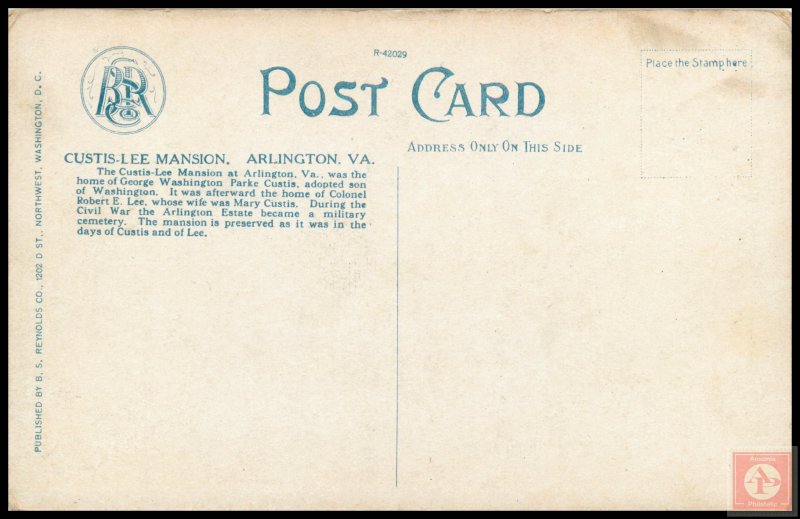 R-42029
BSR Co
POST CARD
Place the Stamp here
ADDRESS ONLY ON THIS SIDE
CUSTIS-LEE MANSION, ARLINGTON, VA.
The Custis-Lee Mansion at Arlington, Va., was the
home of George Washington Parke Custis, adopted son
of Washington. It was afterward the home of Colonel
Robert E. Lee, whose wife was Mary Custis. During the
Civil War the Arlington Estate became a military
cemetery. The mansion is preserved as it was in the
days of Custis and of Lee.
PUBLISHED BY B. S. REYNOLDS CO., 1202 D ST., NORTHWEST, WASHINGTON, D. C.
AP
Philately